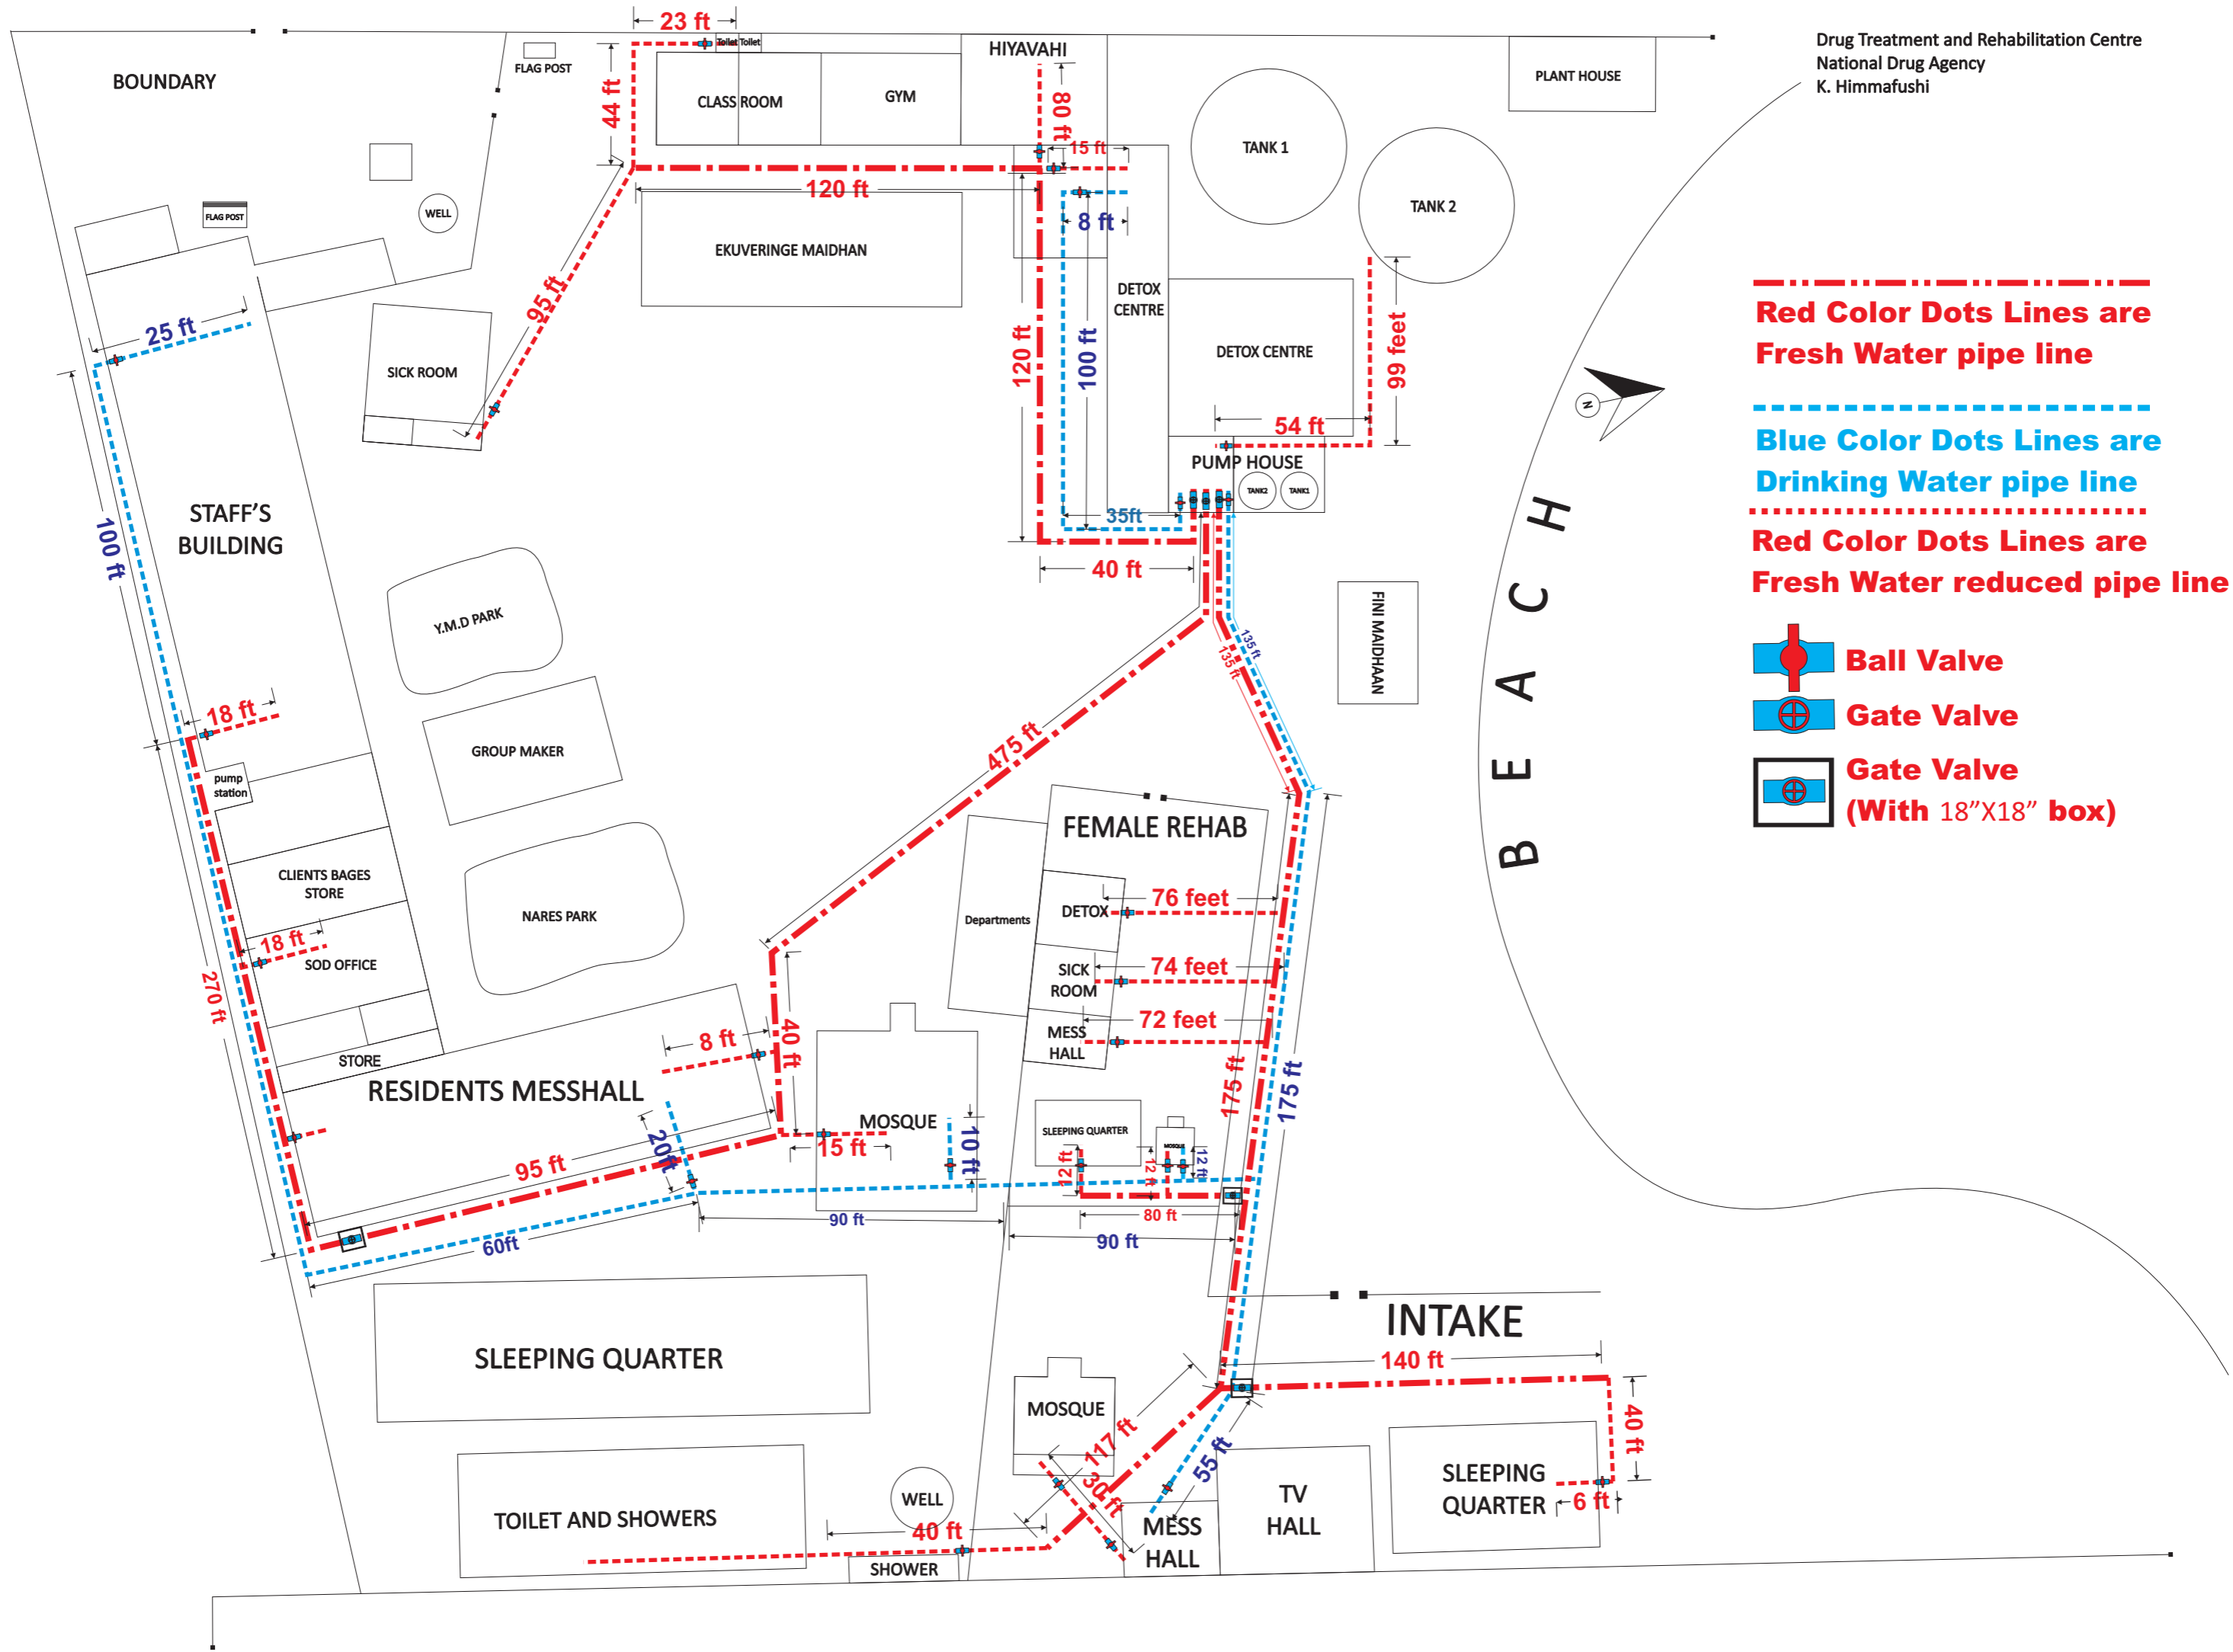 Drug Treatment and Rehabilitation Centre
National Drug Agency
K. Himmafushi
23 ft
Toilet Toilet
FLAG POST
BOUNDARY
HIYAVAHI
PLANT HOUSE
44 ft
CLASS ROOM
GYM
80 ft
15 ft
TANK 1
TANK 2
120 ft
FLAG POST
WELL
8 ft
EKUVERINGE MAIDHAN
DETOX
CENTRE
95 ft
25 ft
120 ft
100 ft
DETOX CENTRE
99 feet
SICK ROOM
54 ft
PUMP HOUSE
TANK2
TANK1
35ft
40 ft
N
Red Color Dots Lines are
Fresh Water pipe line
Blue Color Dots Lines are
Drinking Water pipe line
Red Color Dots Lines are
Fresh Water reduced pipe line
Ball Valve
Gate Valve
Gate Valve
(With 18”X18” box)
BEACH
STAFF’S
BUILDING
100 ft
Y.M.D PARK
FINI MAIDHAAN
135 ft
135 ft
18 ft
GROUP MAKER
475 ft
pump
station
FEMALE REHAB
CLIENTS BAGES
STORE
NARES PARK
Departments
DETOX
76 feet
18 ft
SOD OFFICE
SICK
ROOM
74 feet
270 ft
STORE
8 ft
40 ft
MESS
HALL
72 feet
RESIDENTS MESSHALL
175 ft
175 ft
MOSQUE
10 ft
SLEEPING QUARTER
MOSQUE
20ft
15 ft
12 ft
12 ft
12 ft
95 ft
90 ft
80 ft
60ft
90 ft
INTAKE
SLEEPING QUARTER
140 ft
MOSQUE
117 ft
40 ft
55 ft
30 ft
SLEEPING
QUARTER
6 ft
TV
HALL
WELL
TOILET AND SHOWERS
40 ft
MESS
HALL
SHOWER